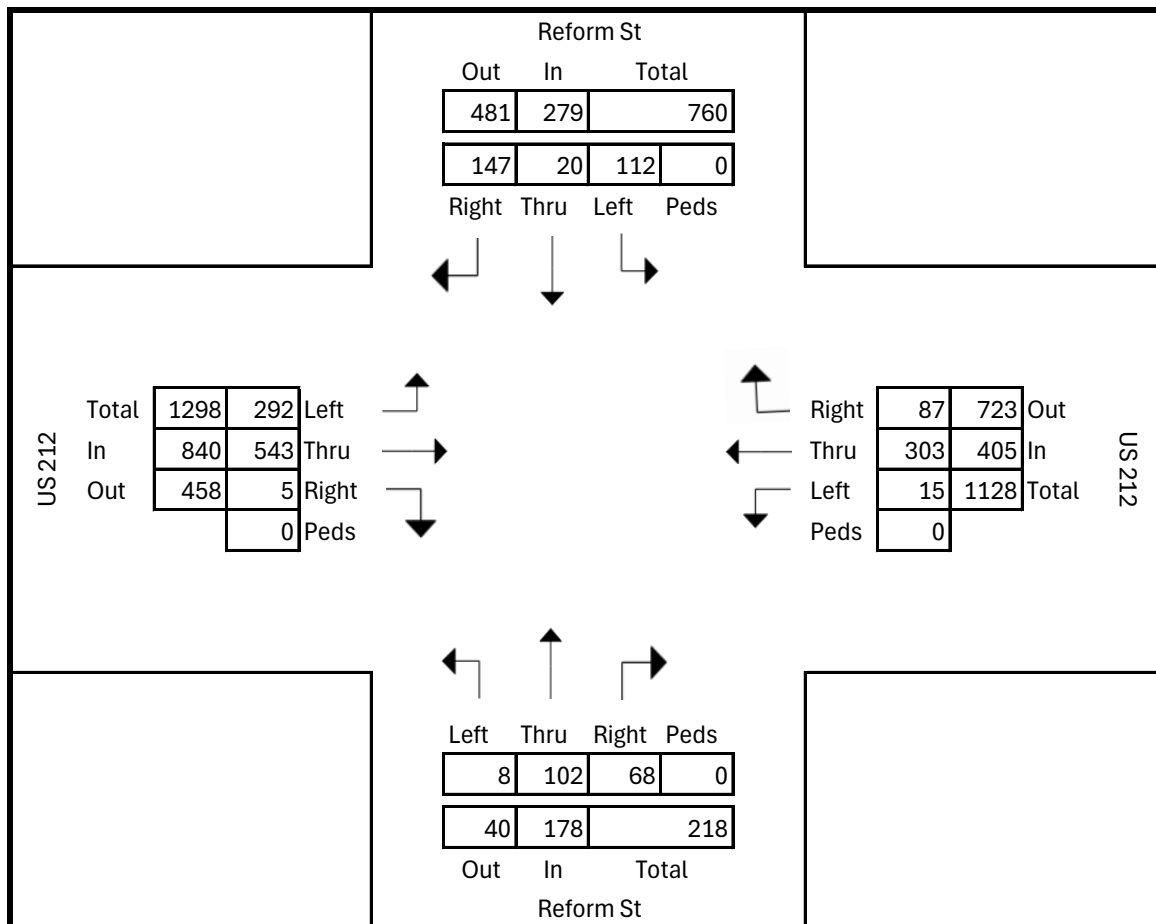 Reform St
Out In Total
481 279 760
147 20 112 0
Right Thru Left Peds
US 212
Total 1298 292 Left
In 840 543 Thru
Out 458 5 Right
0 Peds
Right 87 723 Out
Thru 303 405 In
Left 15 1128 Total
Peds 0
US 212
Left Thru Right Peds
8 102 68 0
40 178 218
Out In Total
Reform St